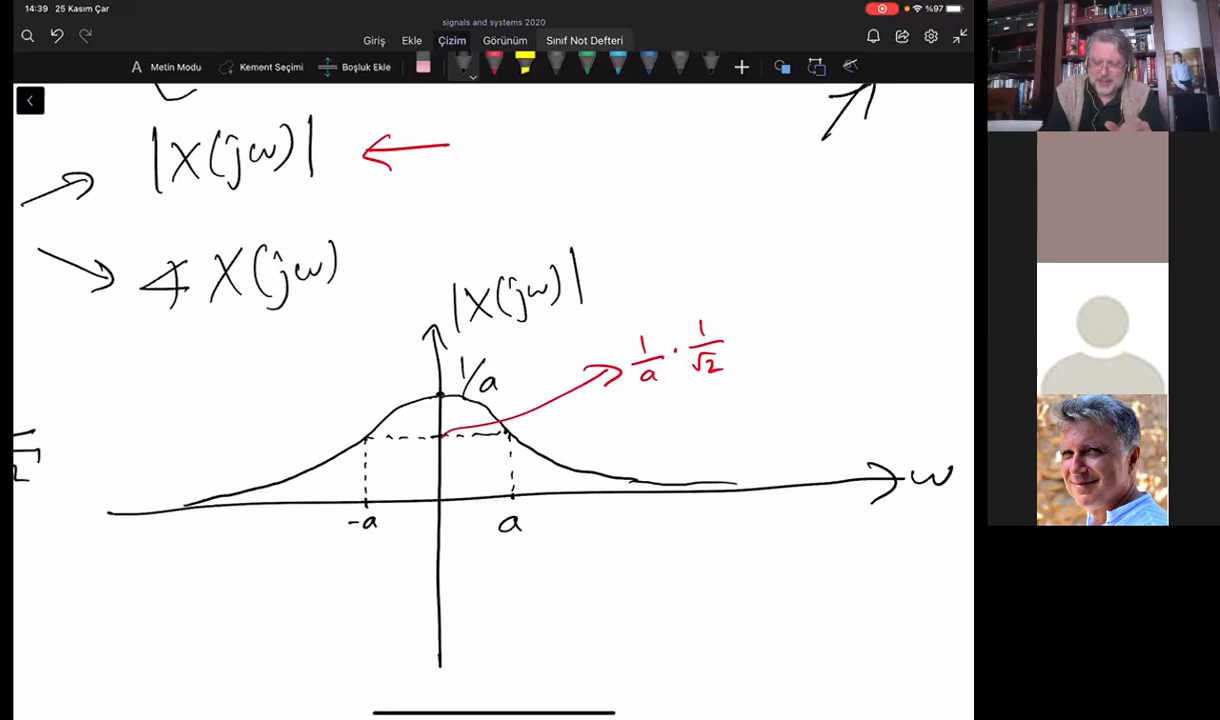 14:39 25 Kasım Çar
%97
signals and systems 2020
Giriş Ekle Çizim Görünüm Sınıf Not Defteri
Metin Modu Kement Seçimi Boşluk Ekle
|X(jω)|
∢ X(jω)
|X(jω)|
1/a
1/a · 1/√2
-a a ω